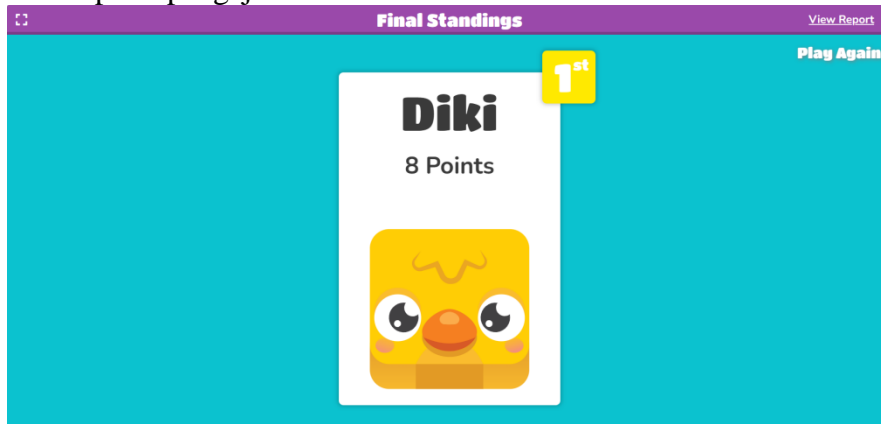 Final Standings
View Report
Play Again
1st
Diki
8 Points